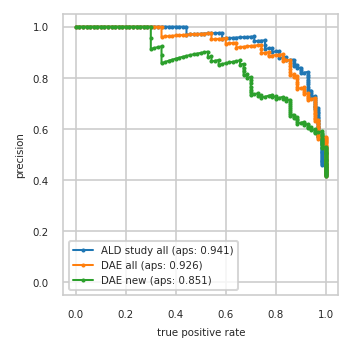 1.0
0.8
0.6
0.4
0.2
0.0
precision
ALD study all (aps: 0.941)
DAE all (aps: 0.926)
DAE new (aps: 0.851)
0.0 0.2 0.4 0.6 0.8 1.0
true positive rate